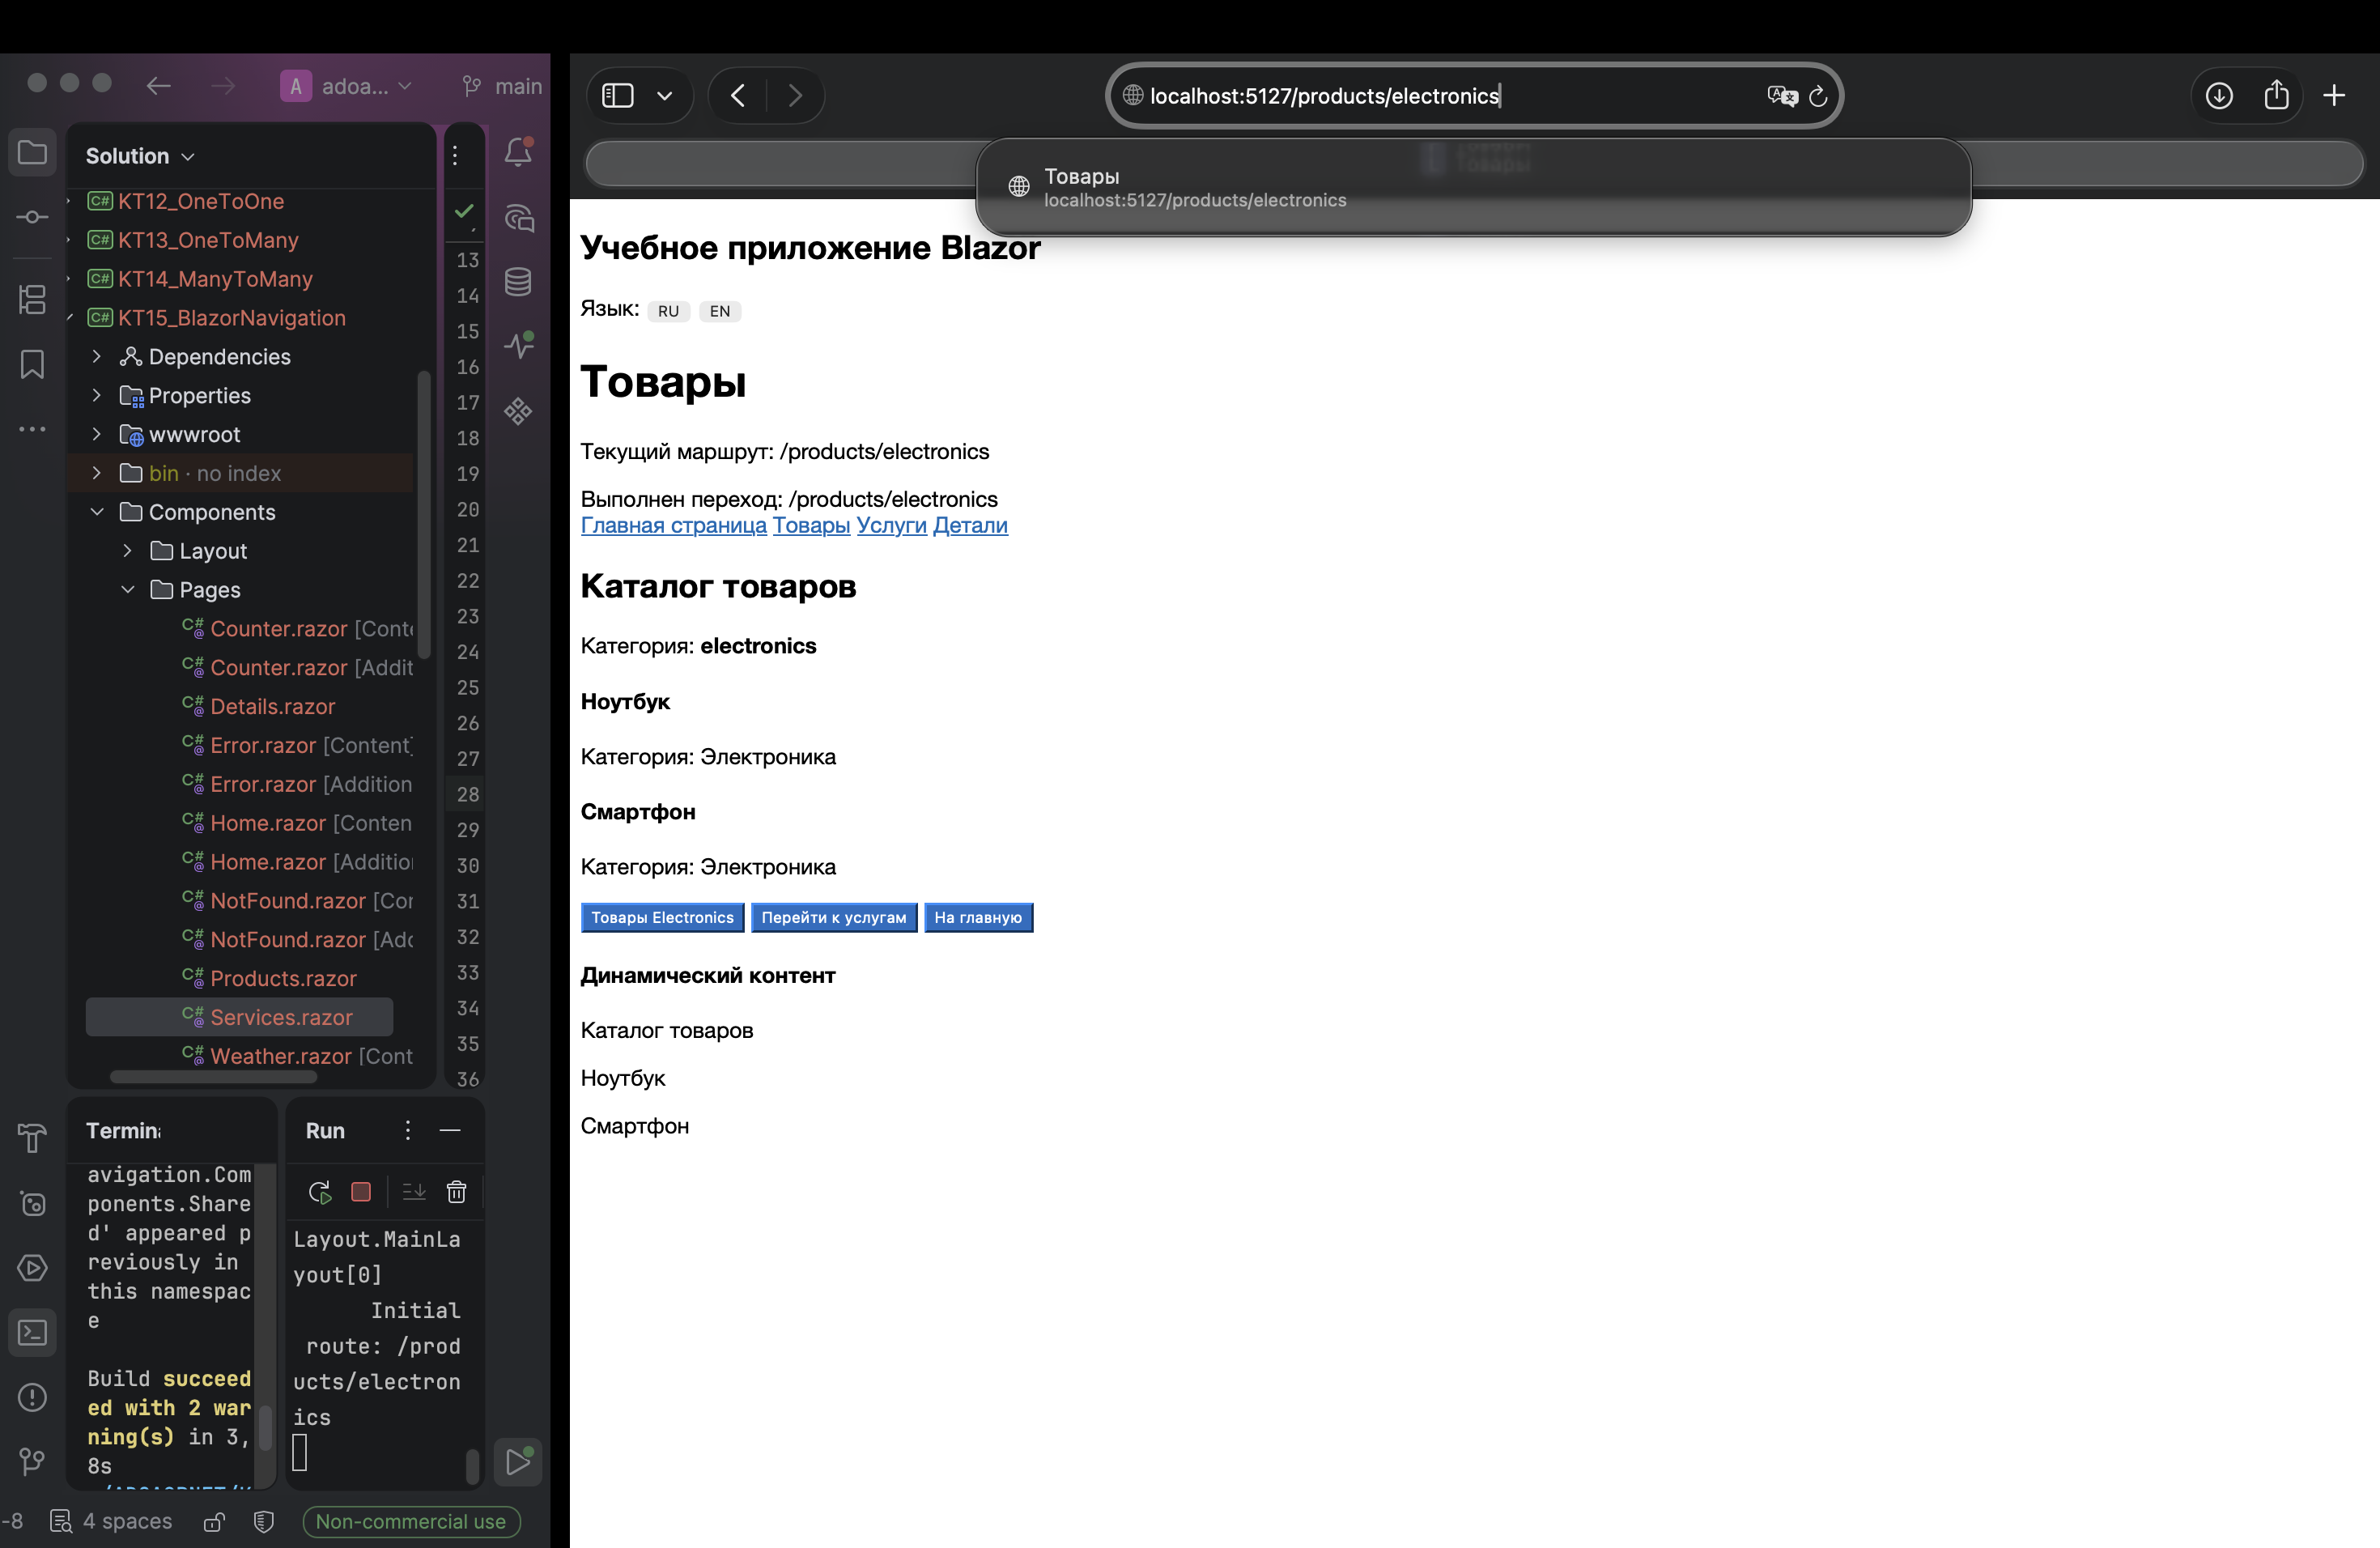 A adoa... main
Solution
C# KT12_OneToOne
C# KT13_OneToMany
C# KT14_ManyToMany
C# KT15_BlazorNavigation
Dependencies
Properties
wwwroot
bin · no index
Components
Layout
Pages
C#@ Counter.razor [Conte
C#@ Counter.razor [Addit
C#@ Details.razor
C#@ Error.razor [Content]
C#@ Error.razor [Addition
C#@ Home.razor [Conten
C#@ Home.razor [Addition
C#@ NotFound.razor [Con
C#@ NotFound.razor [Add
C#@ Products.razor
C#@ Services.razor
C#@ Weather.razor [Cont
13
14
15
16
17
18
19
20
21
22
23
24
25
26
27
28
29
30
31
32
33
34
35
36
Termina
avigation.Com
ponents.Share
d' appeared p
reviously in
this namespac
e
Build succeed
ed with 2 war
ning(s) in 3,
8s
Run
Layout.MainLa
yout[0]
Initial
route: /prod
ucts/electron
ics
-8 4 spaces Non-commercial use
localhost:5127/products/electronics
Товары
localhost:5127/products/electronics
Учебное приложение Blazor
Язык: RU EN
Товары
Текущий маршрут: /products/electronics
Выполнен переход: /products/electronics
Главная страница Товары Услуги Детали
Каталог товаров
Категория: electronics
Ноутбук
Категория: Электроника
Смартфон
Категория: Электроника
Товары Electronics Перейти к услугам На главную
Динамический контент
Каталог товаров
Ноутбук
Смартфон